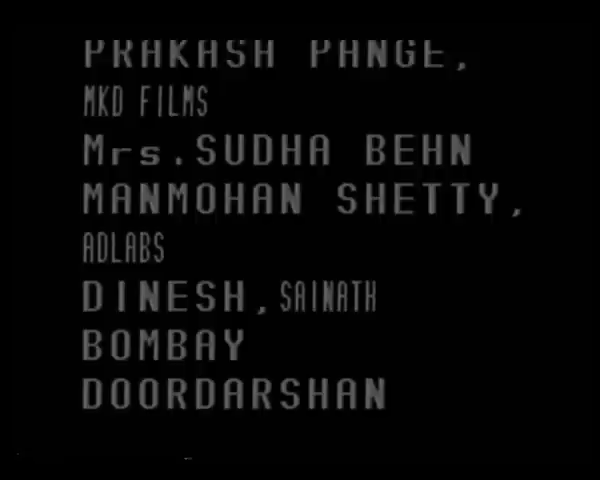 PRAKASH PANGE,
MKD FILMS
Mrs.SUDHA BEHN
MANMOHAN SHETTY,
ADLABS
DINESH, SAINATH
BOMBAY
DOORDARSHAN